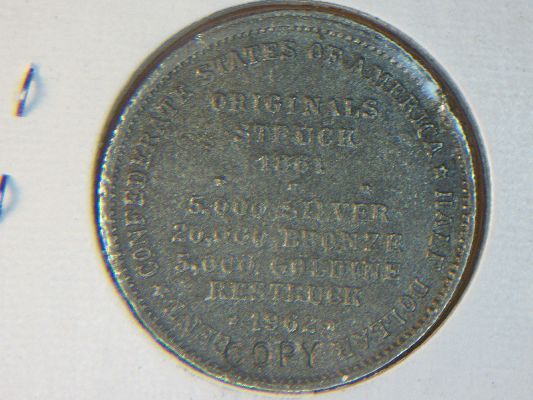 CONFEDERATE STATES OF AMERICA ★ HALF DOLLAR
CENT
ORIGINALS
STRUCK
1861
5,000 SILVER
20,000 BRONZE
5,000 GOLDINE
RESTRUCK
★ 1962 ★
COPY